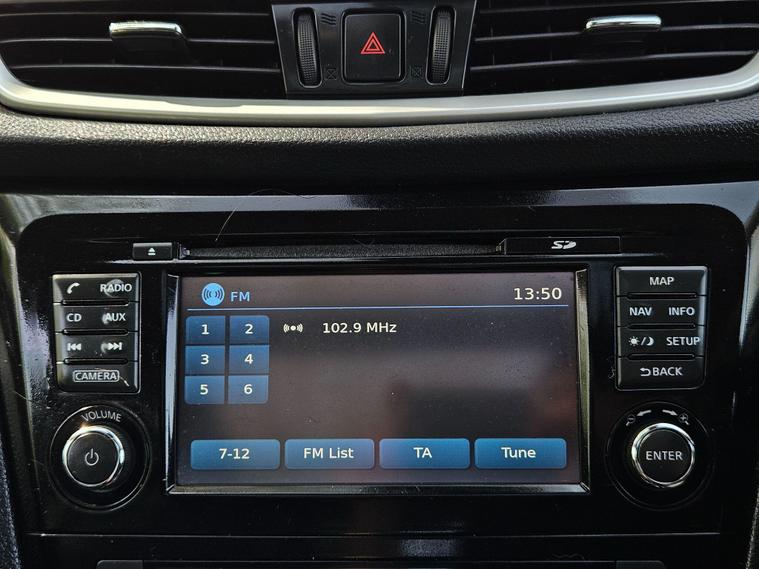 SD
RADIO
CD AUX
CAMERA
VOLUME
FM 13:50
1 2 102.9 MHz
3 4
5 6
7-12 FM List TA Tune
MAP
NAV INFO
SETUP
BACK
ENTER